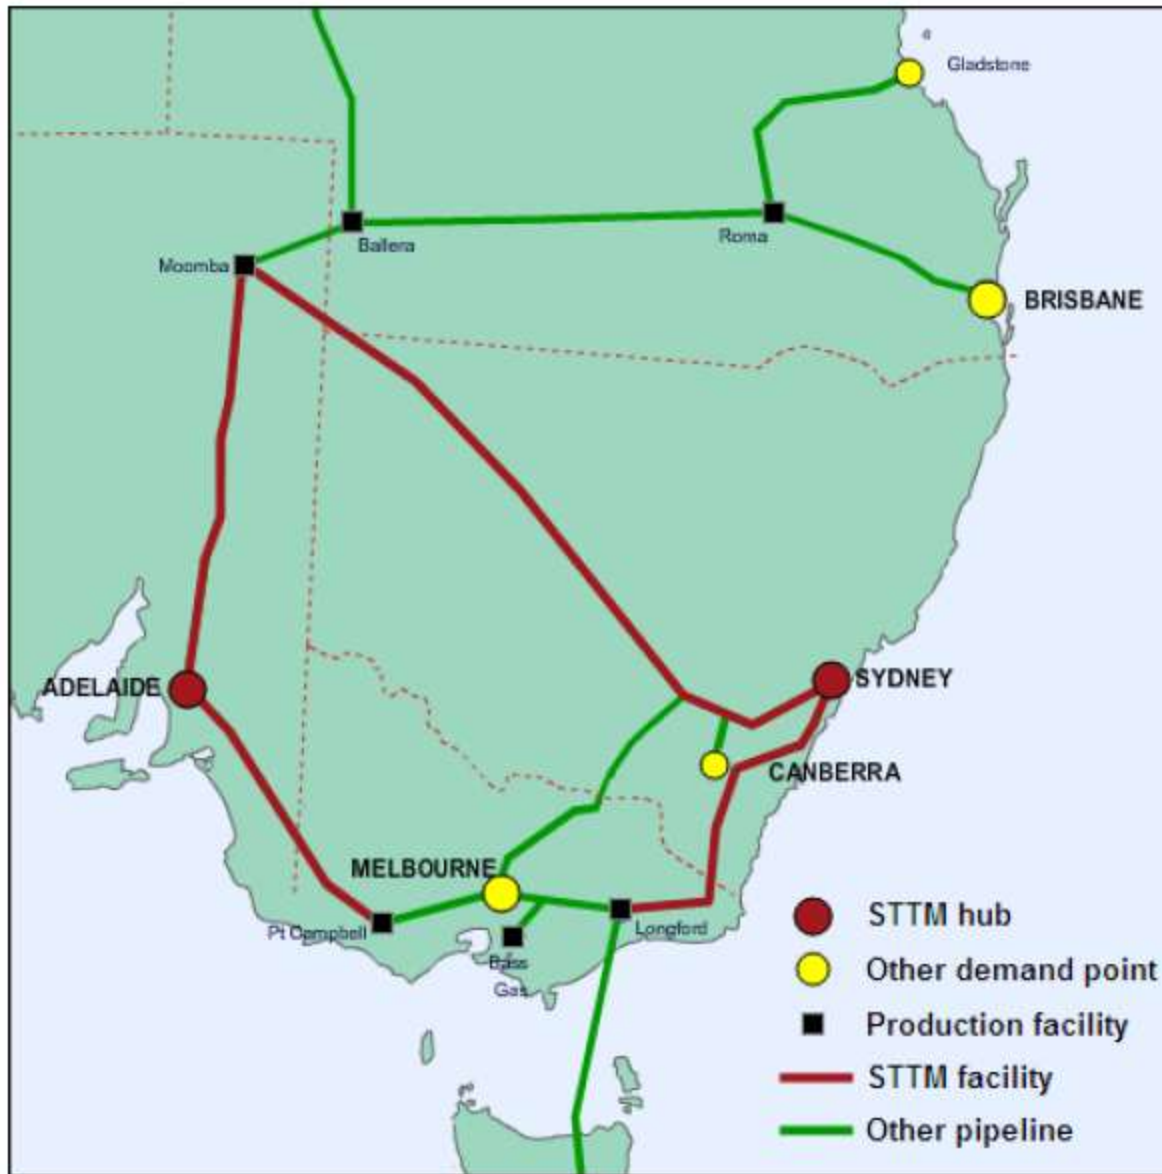 Gladstone
Ballera
Roma
Moomba
BRISBANE
ADELAIDE
SYDNEY
CANBERRA
MELBOURNE
Pt Campbell
Longford
Bass
Gas
STTM hub
Other demand point
Production facility
STTM facility
Other pipeline